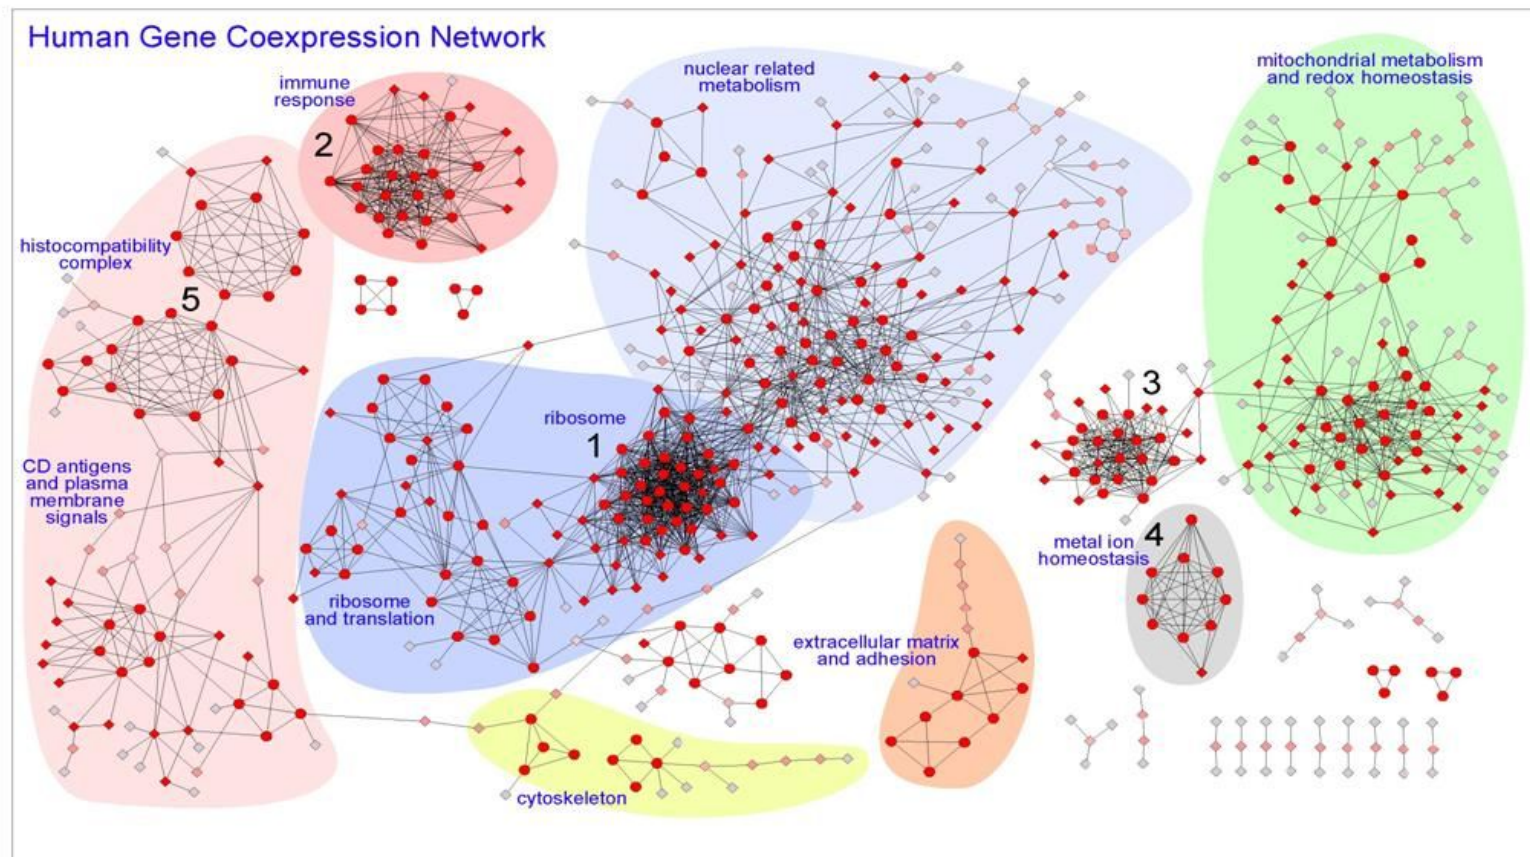 Human Gene Coexpression Network
immune
response
2
nuclear related
metabolism
mitochondrial metabolism
and redox homeostasis
histocompatibility
complex
5
3
ribosome
1
CD antigens
and plasma
membrane
signals
metal ion
homeostasis
4
ribosome
and translation
extracellular matrix
and adhesion
cytoskeleton